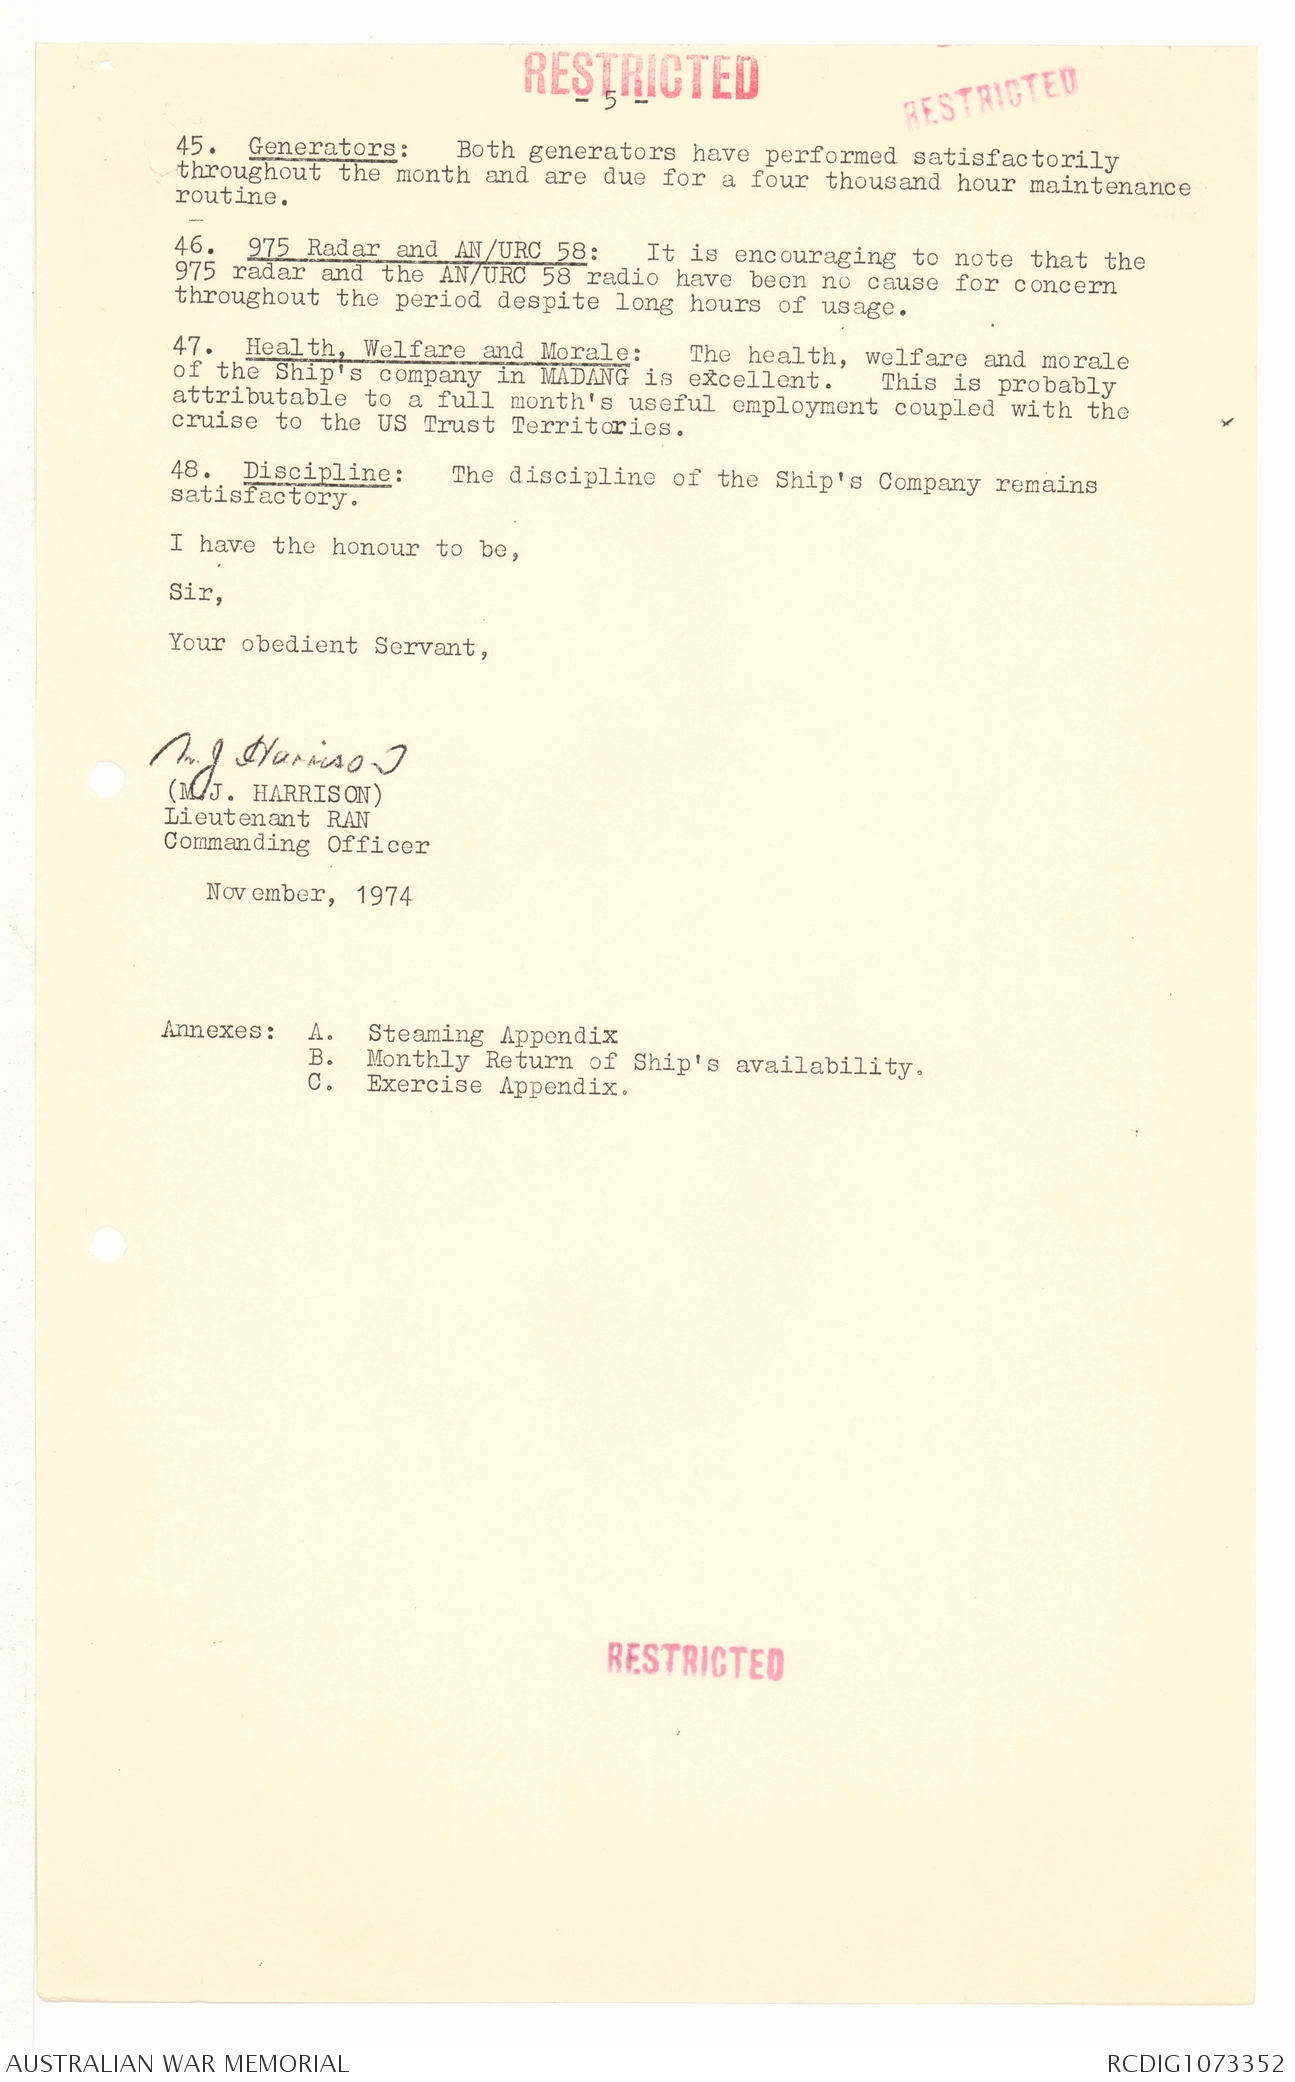 RESTRICTED
- 5 -
RESTRICTED
45. Generators: Both generators have performed satisfactorily
throughout the month and are due for a four thousand hour maintenance
routine.
46. 975 Radar and AN/URC 58: It is encouraging to note that the
975 radar and the AN/URC 58 radio have been no cause for concern
throughout the period despite long hours of usage.
47. Health, Welfare and Morale: The health, welfare and morale
of the Ship's company in MADANG is excellent. This is probably
attributable to a full month's useful employment coupled with the
cruise to the US Trust Territories.
48. Discipline: The discipline of the Ship's Company remains
satisfactory.
I have the honour to be,
Sir,
Your obedient Servant,
M.J Harrison
(M.J. HARRISON)
Lieutenant RAN
Commanding Officer
November, 1974
Annexes: A. Steaming Appendix
B. Monthly Return of Ship's availability.
C. Exercise Appendix.
RESTRICTED
AUSTRALIAN WAR MEMORIAL
RCDIG1073352